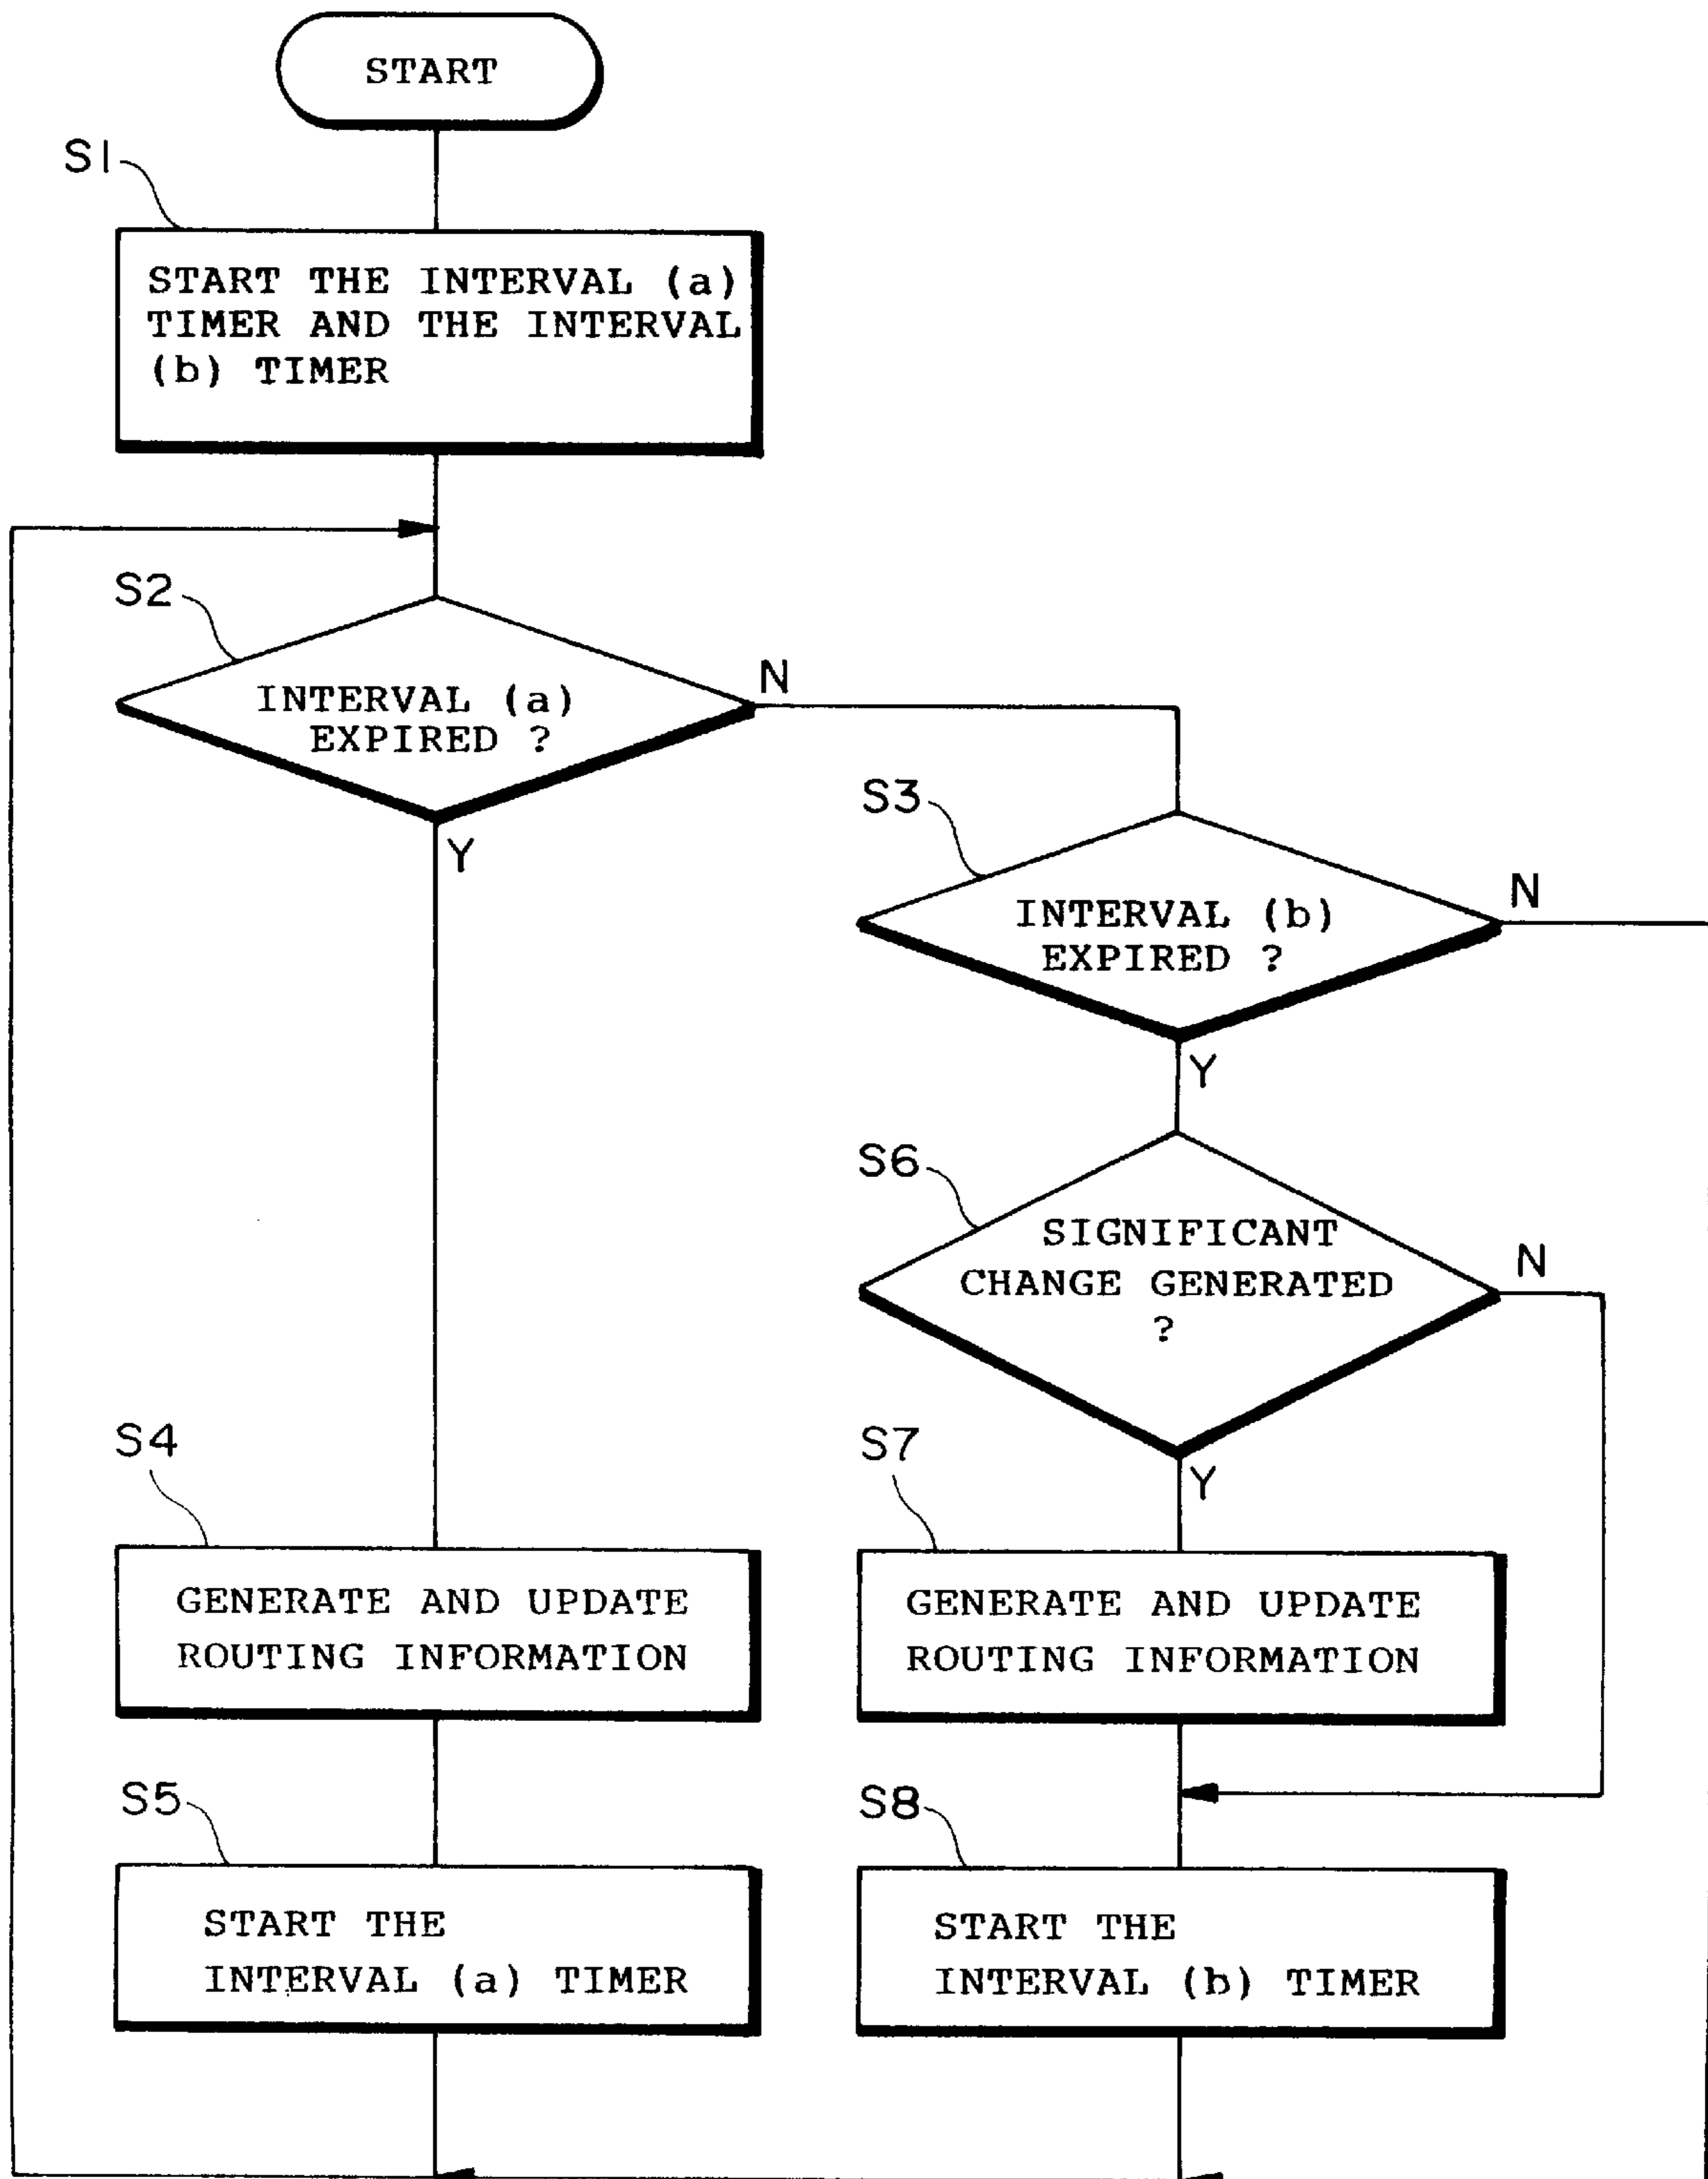 START
S1
START THE INTERVAL (a)
TIMER AND THE INTERVAL
(b) TIMER
S2
INTERVAL (a)
EXPIRED ?
N
Y
S3
INTERVAL (b)
EXPIRED ?
N
Y
S6
SIGNIFICANT
CHANGE GENERATED
?
N
Y
S4
GENERATE AND UPDATE
ROUTING INFORMATION
S7
GENERATE AND UPDATE
ROUTING INFORMATION
S5
START THE
INTERVAL (a) TIMER
S8
START THE
INTERVAL (b) TIMER